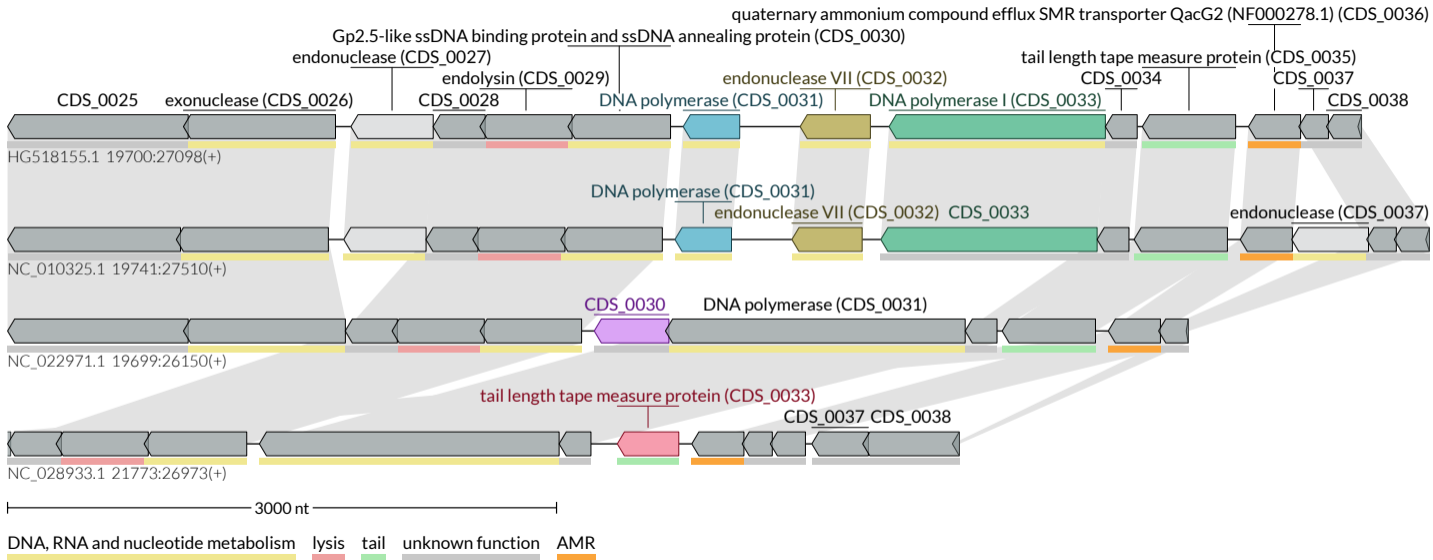 quaternary ammonium compound efflux SMR transporter QacG2 (NF000278.1) (CDS_0036)
Gp2.5-like ssDNA binding protein and ssDNA annealing protein (CDS_0030)
endonuclease (CDS_0027) tail length tape measure protein (CDS_0035)
endolysin (CDS_0029) endonuclease VII (CDS_0032) CDS_0034 CDS_0037
CDS_0025 exonuclease (CDS_0026) CDS_0028 DNA polymerase (CDS_0031) DNA polymerase I (CDS_0033) CDS_0038
HG518155.1 19700:27098(+)
DNA polymerase (CDS_0031)
endonuclease VII (CDS_0032) CDS_0033 endonuclease (CDS_0037)
NC_010325.1 19741:27510(+)
CDS_0030 DNA polymerase (CDS_0031)
NC_022971.1 19699:26150(+)
tail length tape measure protein (CDS_0033)
CDS_0037 CDS_0038
NC_028933.1 21773:26973(+)
3000 nt
DNA, RNA and nucleotide metabolism lysis tail unknown function AMR